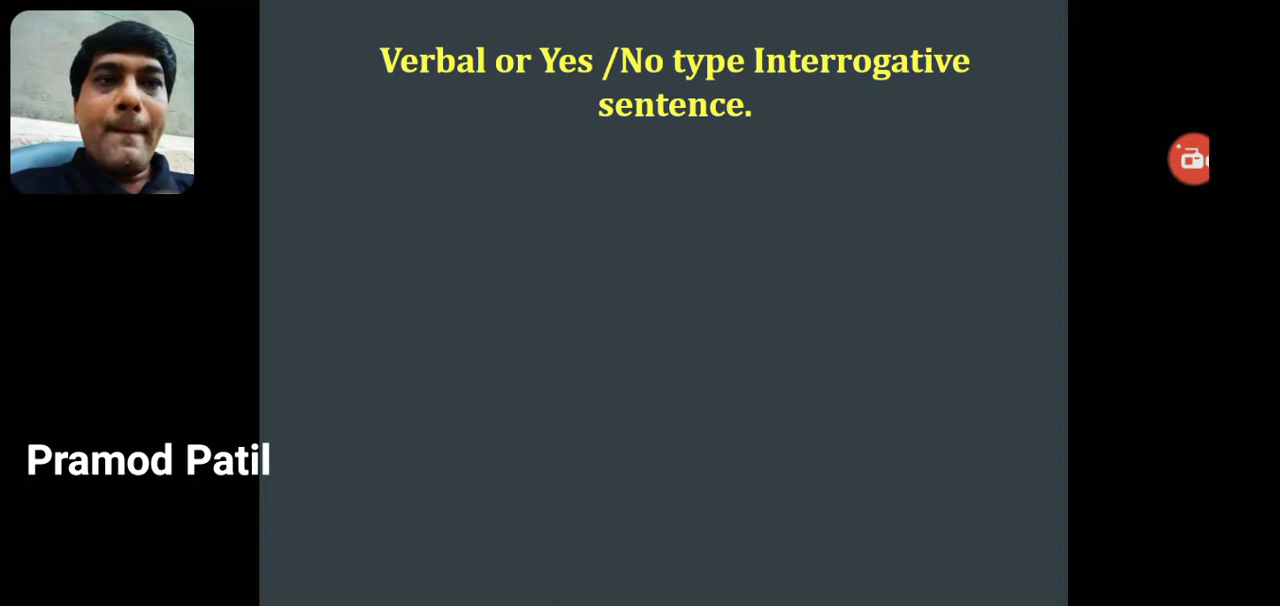 Verbal or Yes /No type Interrogative
sentence.
Pramod Patil